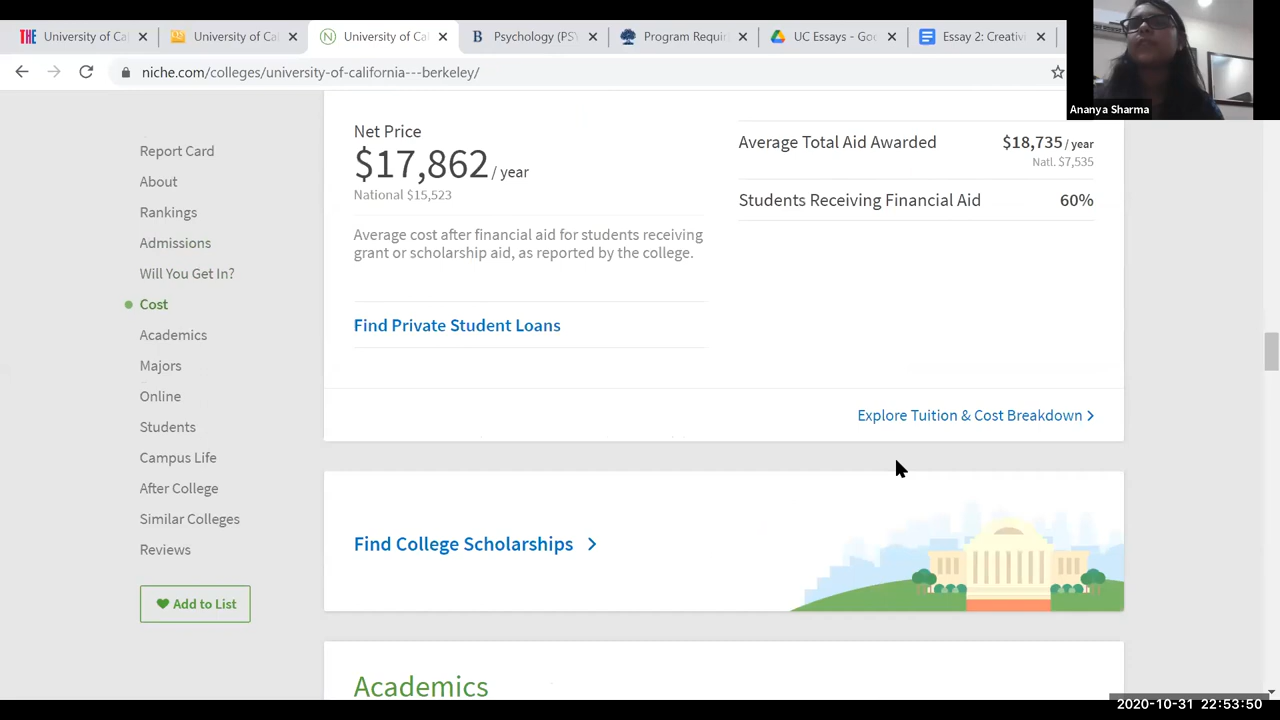 THE University of Ca
University of Cal
N University of Cal
B Psychology (PSY
Program Requir
UC Essays - Goo
Essay 2: Creativi
niche.com/colleges/university-of-california---berkeley/
Ananya Sharma
Report Card
About
Rankings
Admissions
Will You Get In?
Cost
Academics
Majors
Online
Students
Campus Life
After College
Similar Colleges
Reviews
Add to List
Net Price
$17,862 / year
National $15,523
Average cost after financial aid for students receiving
grant or scholarship aid, as reported by the college.
Find Private Student Loans
Average Total Aid Awarded $18,735 / year
Natl. $7,535
Students Receiving Financial Aid 60%
Explore Tuition & Cost Breakdown
Find College Scholarships
Academics
2020-10-31 22:53:50